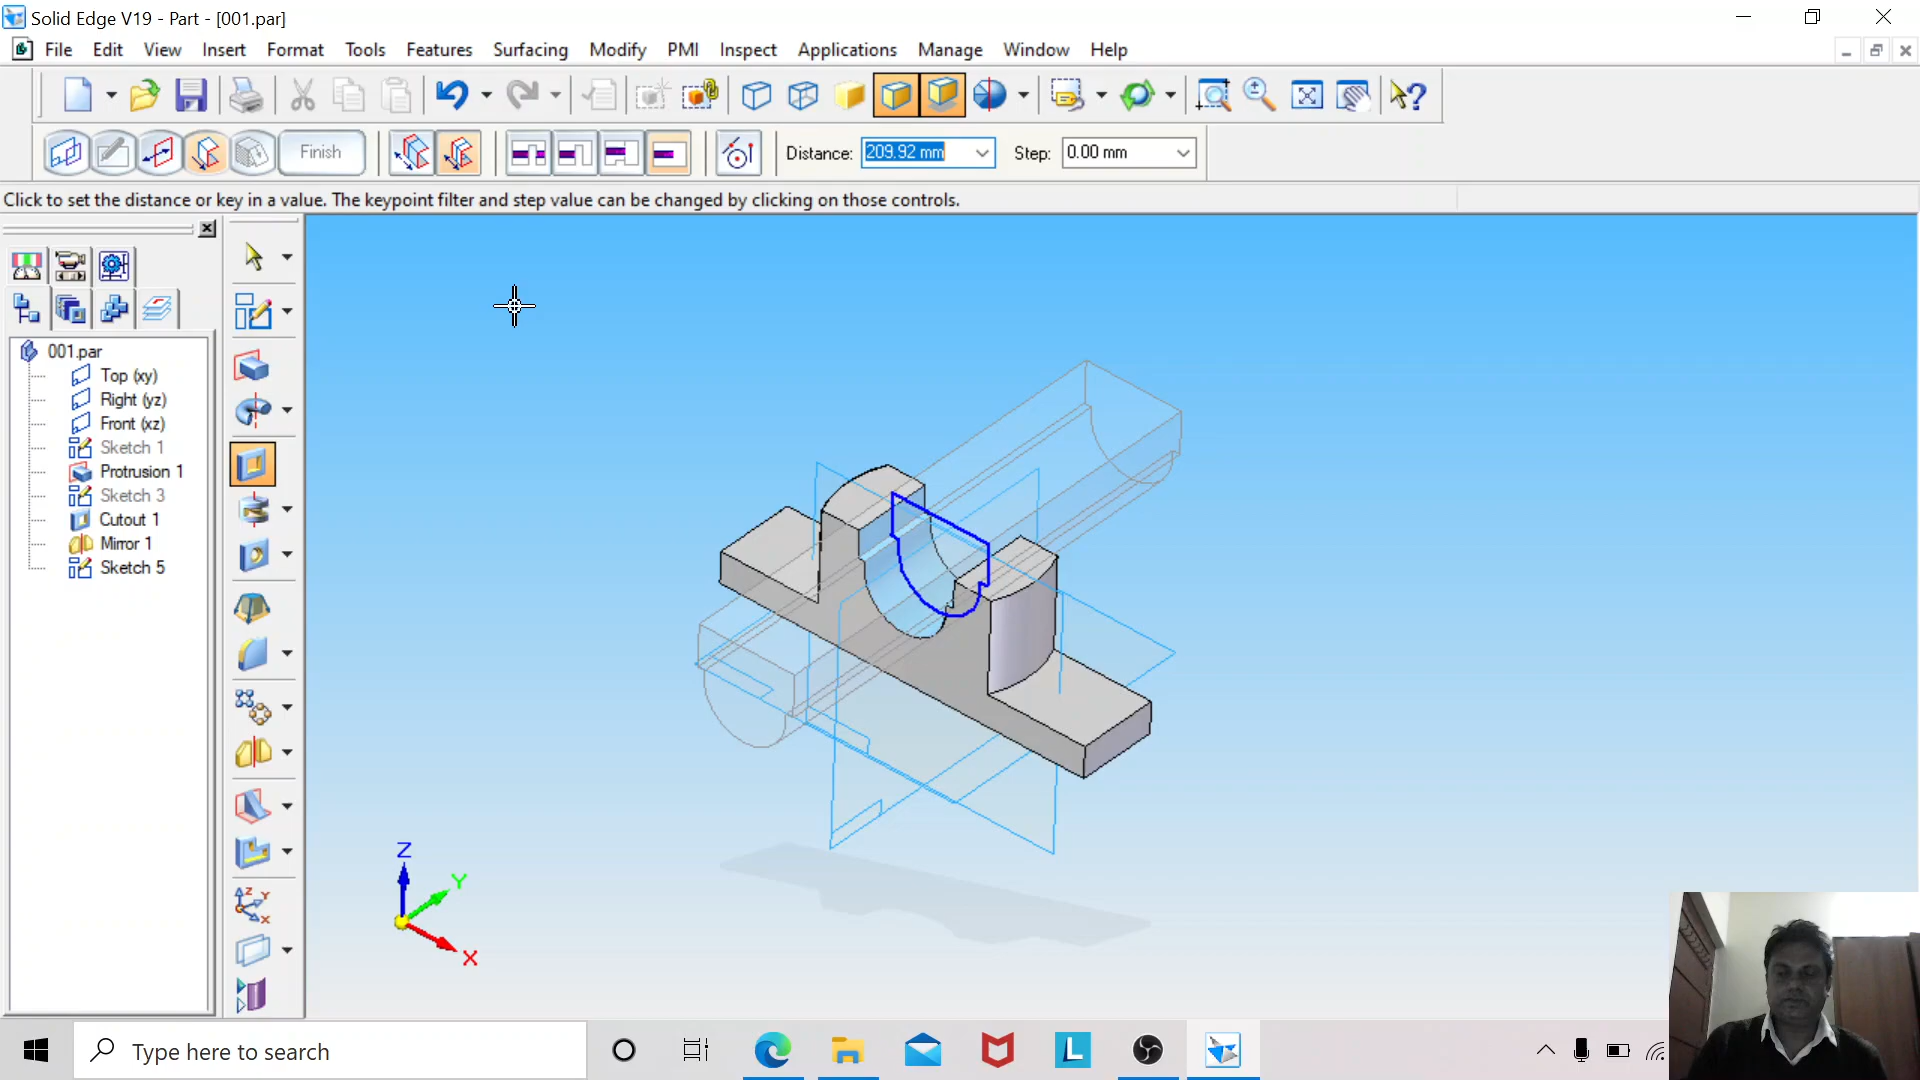 Solid Edge V19 - Part - [001.par]
File Edit View Insert Format Tools Features Surfacing Modify PMI Inspect Applications Manage Window Help
Finish Distance: 209.92 mm Step: 0.00 mm
Click to set the distance or key in a value. The keypoint filter and step value can be changed by clicking on those controls.
001.par
Top (xy)
Right (yz)
Front (xz)
Sketch 1
Protrusion 1
Sketch 3
Cutout 1
Mirror 1
Sketch 5
Z
Y
X
Type here to search